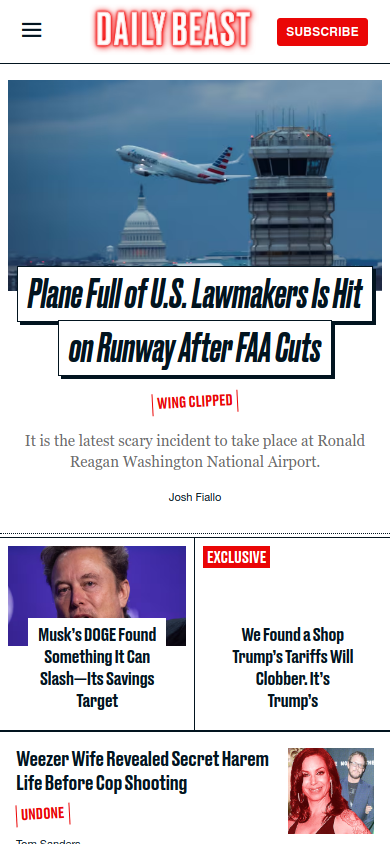 DAILY BEAST
SUBSCRIBE
Plane Full of U.S. Lawmakers Is Hit
on Runway After FAA Cuts
WING CLIPPED
It is the latest scary incident to take place at Ronald
Reagan Washington National Airport.
Josh Fiallo
Musk’s DOGE Found
Something It Can
Slash—Its Savings
Target
EXCLUSIVE
We Found a Shop
Trump’s Tariffs Will
Clobber. It’s
Trump’s
Weezer Wife Revealed Secret Harem
Life Before Cop Shooting
UNDONE
Tom Sanders